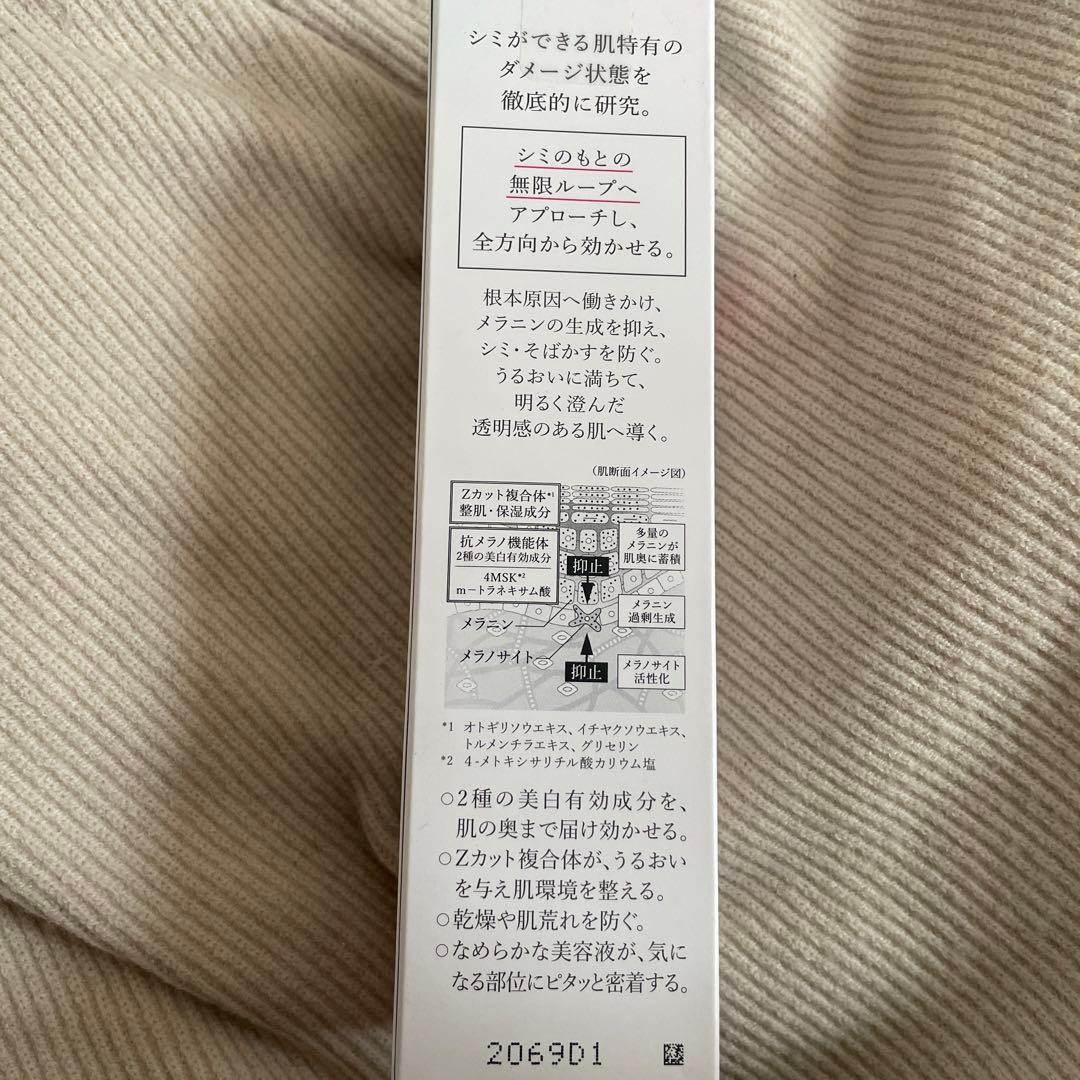 シミができる肌特有の
ダメージ状態を
徹底的に研究。
シミのもとの
無限ループへ
アプローチし、
全方向から効かせる。
根本原因へ働きかけ、
メラニンの生成を抑え、
シミ・そばかすを防ぐ。
うるおいに満ちて、
明るく澄んだ
透明感のある肌へ導く。
（肌断面イメージ図）
Zカット複合体*1
整肌・保湿成分
抗メラノ機能体
2種の美白有効成分
4MSK*2
m－トラネキサム酸
多量の
メラニンが
肌奥に蓄積
抑止
メラニン
過剰生成
メラニン
メラノサイト
抑止
メラノサイト
活性化
*1 オトギリソウエキス、イチヤクソウエキス、
トルメンチラエキス、グリセリン
*2 4-メトキシサリチル酸カリウム塩
○2種の美白有効成分を、
肌の奥まで届け効かせる。
○Zカット複合体が、うるおい
を与え肌環境を整える。
○乾燥や肌荒れを防ぐ。
○なめらかな美容液が、気に
なる部位にピタッと密着する。
2069D1